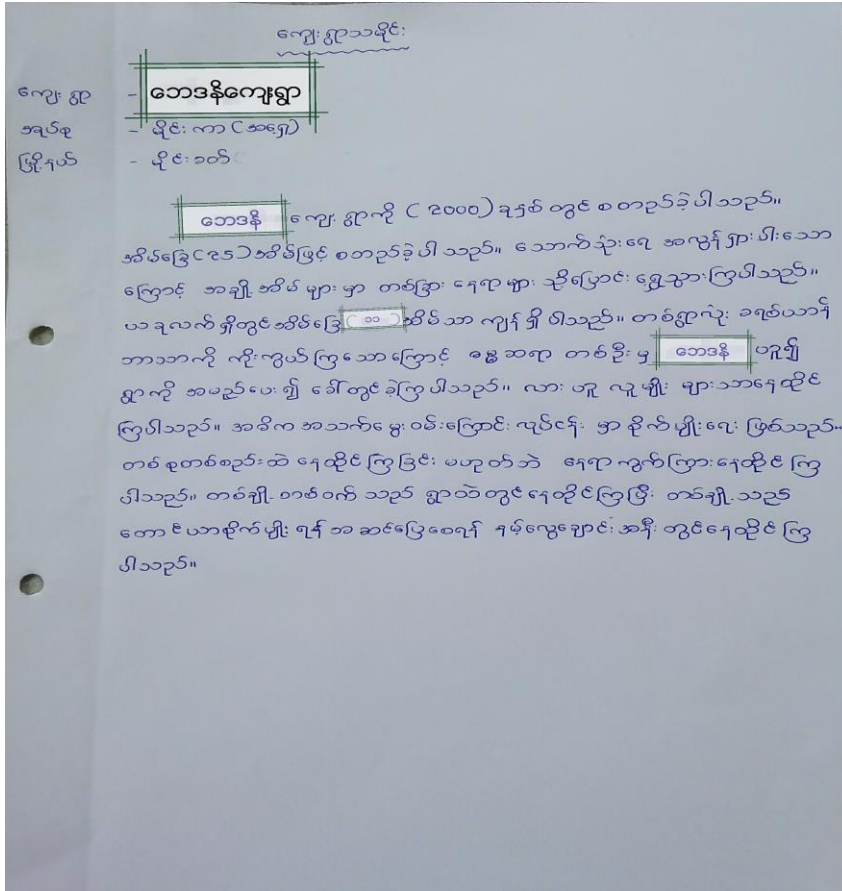 ကျေးရွာသမိုင်း
ကျေးရွာ - ဘေဒနိကျေးရွာ
အုပ်စု - မိုင်းကာ (အရှေ့)
မြို့နယ် - မိုင်းခတ်
ဘေဒနိ ကျေးရွာကို (2000) ခုနှစ်တွင် စတည်ခဲ့ပါသည်။
အိမ်ခြေ(၂၅)အိမ်ဖြင့် စတည်ခဲ့ပါသည်။ သောက်သုံးရေ အလွန်ရှားပါးသော
ကြောင့် အချို့အိမ်များမှာ တစ်ခြားနေရာများသို့ပြောင်းရွှေ့သွားကြပါသည်။
ယခုလက်ရှိတွင်အိမ်ခြေ( ၁၁ )အိမ်သာ ကျန်ရှိပါသည်။ တစ်ရွာလုံး ခရစ်ယာန်
ဘာသာကို ကိုးကွယ်ကြသောကြောင့် ဓမ္မဆရာ တစ်ဦးမှ ဘေဒနိ ဟူ၍
ရွာကို အမည်ပေး၍ ခေါ်တွင်ခဲ့ကြပါသည်။ လားဟူ လူမျိုးများသာနေထိုင်
ကြပါသည်။ အဓိက အသက်မွေးဝမ်းကြောင်းလုပ်ငန်းမှာ စိုက်ပျိုးရေးဖြစ်သည်။
တစ်စုတစ်စည်းထဲ နေထိုင်ကြခြင်း မဟုတ်ဘဲ နေရာကွက်ကြားနေထိုင်ကြ
ပါသည်။ တစ်ချို့တစ်ဝက်သည် ရွာထဲတွင်နေထိုင်ကြပြီး တစ်ချို့သည်
တောင်ယာစိုက်ပျိုးရန် အဆင်ပြေစေရန် နမ့်လွေချောင်းအနီးတွင်နေထိုင်ကြ
ပါသည်။